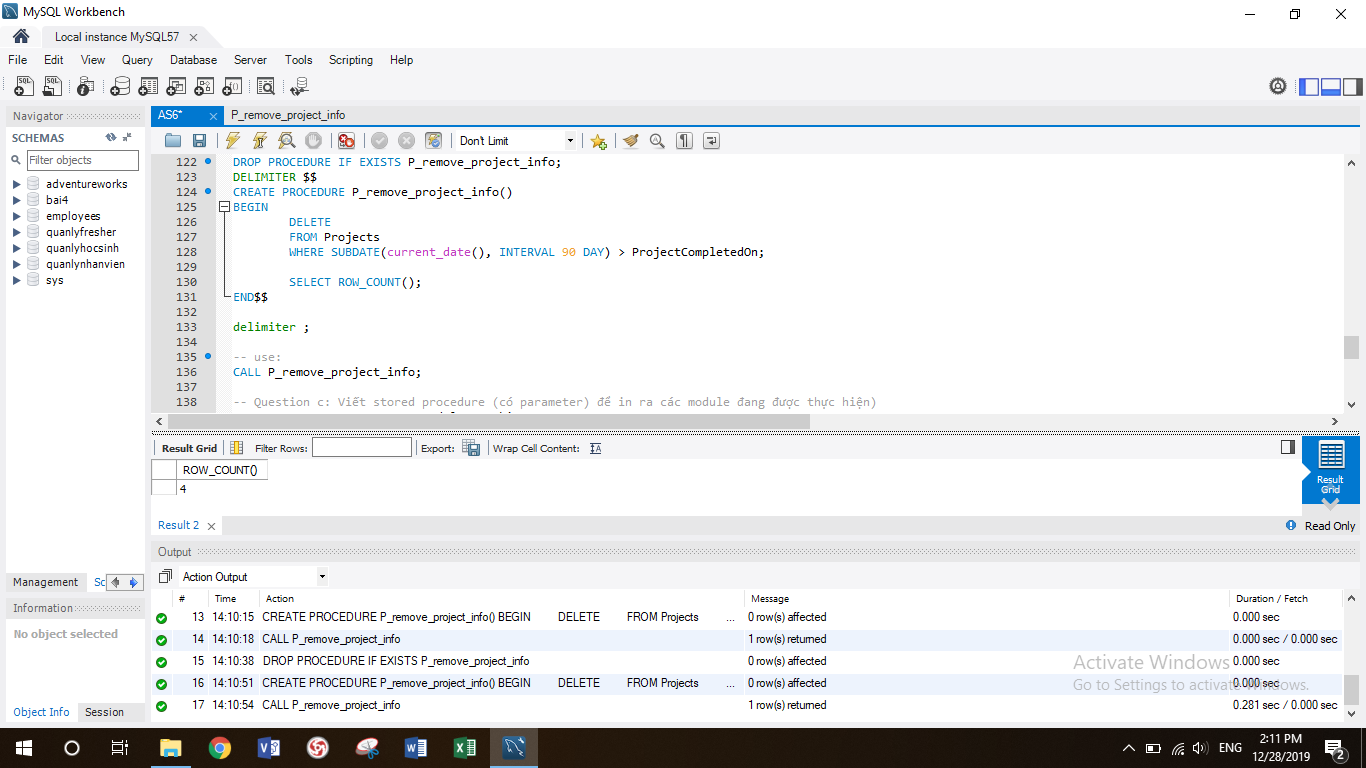 MySQL Workbench
Local instance MySQL57
File Edit View Query Database Server Tools Scripting Help
Navigator
SCHEMAS
Filter objects
adventureworks
bai4
employees
quanlyfresher
quanlyhocsinh
quanlynhanvien
sys
Management Sc
Information
No object selected
Object Info Session
AS6* P_remove_project_info
Don't Limit
122 DROP PROCEDURE IF EXISTS P_remove_project_info;
123 DELIMITER $$
124 CREATE PROCEDURE P_remove_project_info()
125 BEGIN
126 DELETE
127 FROM Projects
128 WHERE SUBDATE(current_date(), INTERVAL 90 DAY) > ProjectCompletedOn;
129
130 SELECT ROW_COUNT();
131 END$$
132
133 delimiter ;
134
135 -- use:
136 CALL P_remove_project_info;
137
138 -- Question c: Viết stored procedure (có parameter) để in ra các module đang được thực hiện)
Result Grid Filter Rows: Export: Wrap Cell Content:
ROW_COUNT()
4
Result Grid
Result 2 Read Only
Output
Action Output
# Time Action Message Duration / Fetch
13 14:10:15 CREATE PROCEDURE P_remove_project_info() BEGIN DELETE FROM Projects ... 0 row(s) affected 0.000 sec
14 14:10:18 CALL P_remove_project_info 1 row(s) returned 0.000 sec / 0.000 sec
15 14:10:38 DROP PROCEDURE IF EXISTS P_remove_project_info 0 row(s) affected 0.000 sec
16 14:10:51 CREATE PROCEDURE P_remove_project_info() BEGIN DELETE FROM Projects ... 0 row(s) affected 0.000 sec
17 14:10:54 CALL P_remove_project_info 1 row(s) returned 0.281 sec / 0.000 sec
Activate Windows
Go to Settings to activate Windows.
ENG
2:11 PM
12/28/2019
2